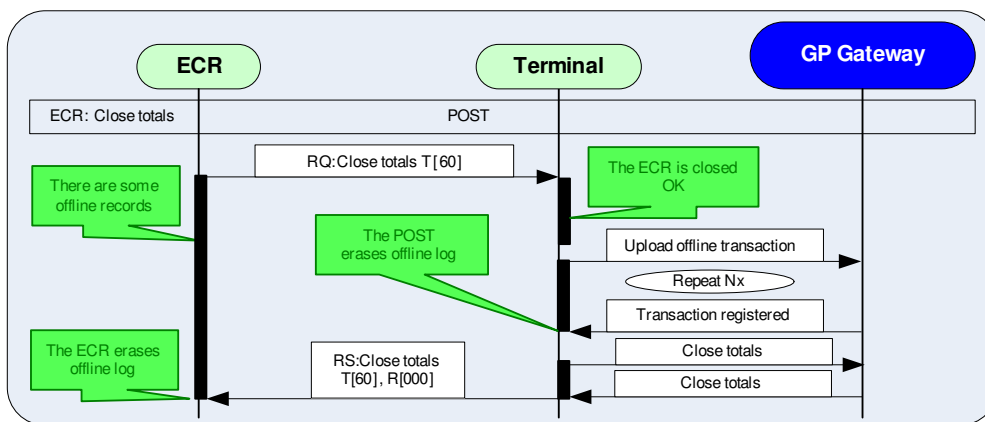 ECR
Terminal
GP Gateway
ECR: Close totals
POST
RQ:Close totals T[60]
There are some
offline records
The ECR is closed
OK
The POST
erases offline log
Upload offline transaction
Repeat Nx
Transaction registered
The ECR erases
offline log
RS:Close totals
T[60], R[000]
Close totals
Close totals